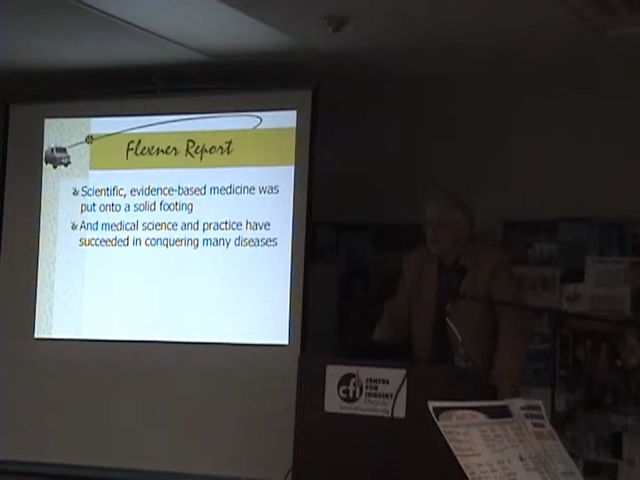 Flexner Report
Scientific, evidence-based medicine was
put onto a solid footing
And medical science and practice have
succeeded in conquering many diseases
cfi
CENTRE
FOR
INQUIRY